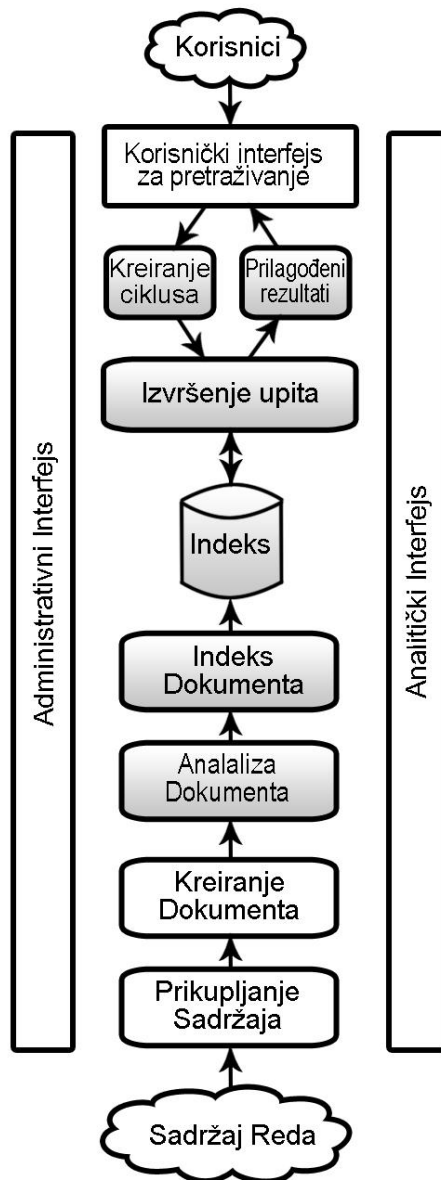 Korisnici
Korisnički interfejs
za pretraživanje
Kreiranje
ciklusa
Prilagođeni
rezultati
Izvršenje upita
Indeks
Indeks
Dokumenta
Analaliza
Dokumenta
Kreiranje
Dokumenta
Prikupljanje
Sadržaja
Sadržaj Reda
Administrativni Interfejs
Analitički Interfejs